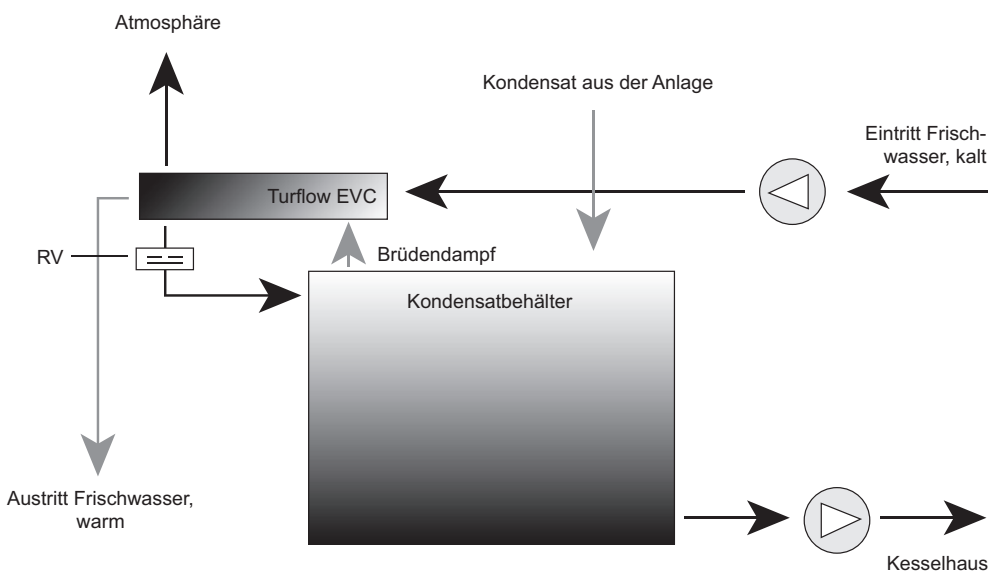 Atmosphäre
Kondensat aus der Anlage
Eintritt Frisch-
wasser, kalt
Turflow EVC
RV
Brüdendampf
Kondensatbehälter
Austritt Frischwasser,
warm
Kesselhaus